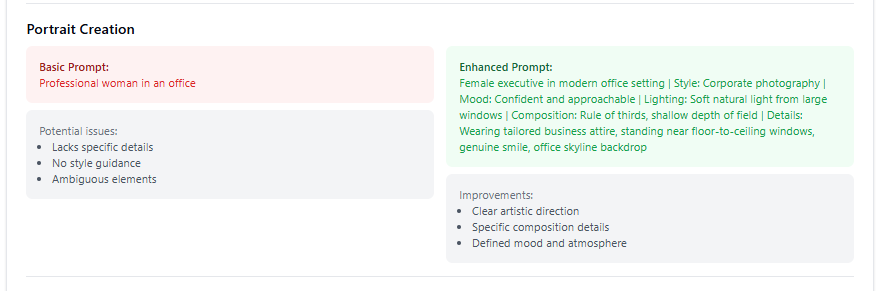 Portrait Creation
Basic Prompt:
Professional woman in an office
Potential issues:
Lacks specific details
No style guidance
Ambiguous elements
Enhanced Prompt:
Female executive in modern office setting | Style: Corporate photography |
Mood: Confident and approachable | Lighting: Soft natural light from large
windows | Composition: Rule of thirds, shallow depth of field | Details:
Wearing tailored business attire, standing near floor-to-ceiling windows,
genuine smile, office skyline backdrop
Improvements:
Clear artistic direction
Specific composition details
Defined mood and atmosphere